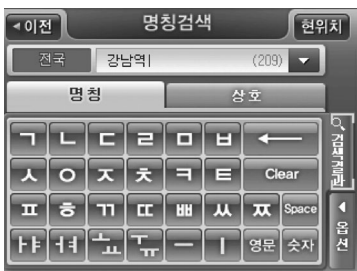 ◂이전 명칭검색 현위치
전국 강남역 (209) ▼
명칭 상호
ㄱ ㄴ ㄷ ㄹ ㅁ ㅂ ←
ㅅ ㅇ ㅈ ㅊ ㅋ ㅌ Clear
ㅍ ㅎ ㄲ ㄸ ㅃ ㅆ ㅉ Space
ㅏㅑ ㅓㅕ ㅗㅛ ㅜㅠ ㅡ ㅣ 영문 숫자
검색결과
◂ 옵션